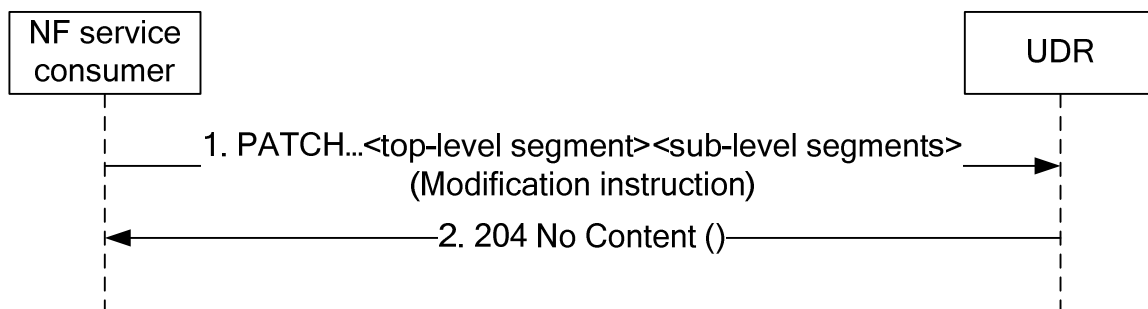 NF service
consumer
UDR
1. PATCH...<top-level segment><sub-level segments>
(Modification instruction)
2. 204 No Content ()